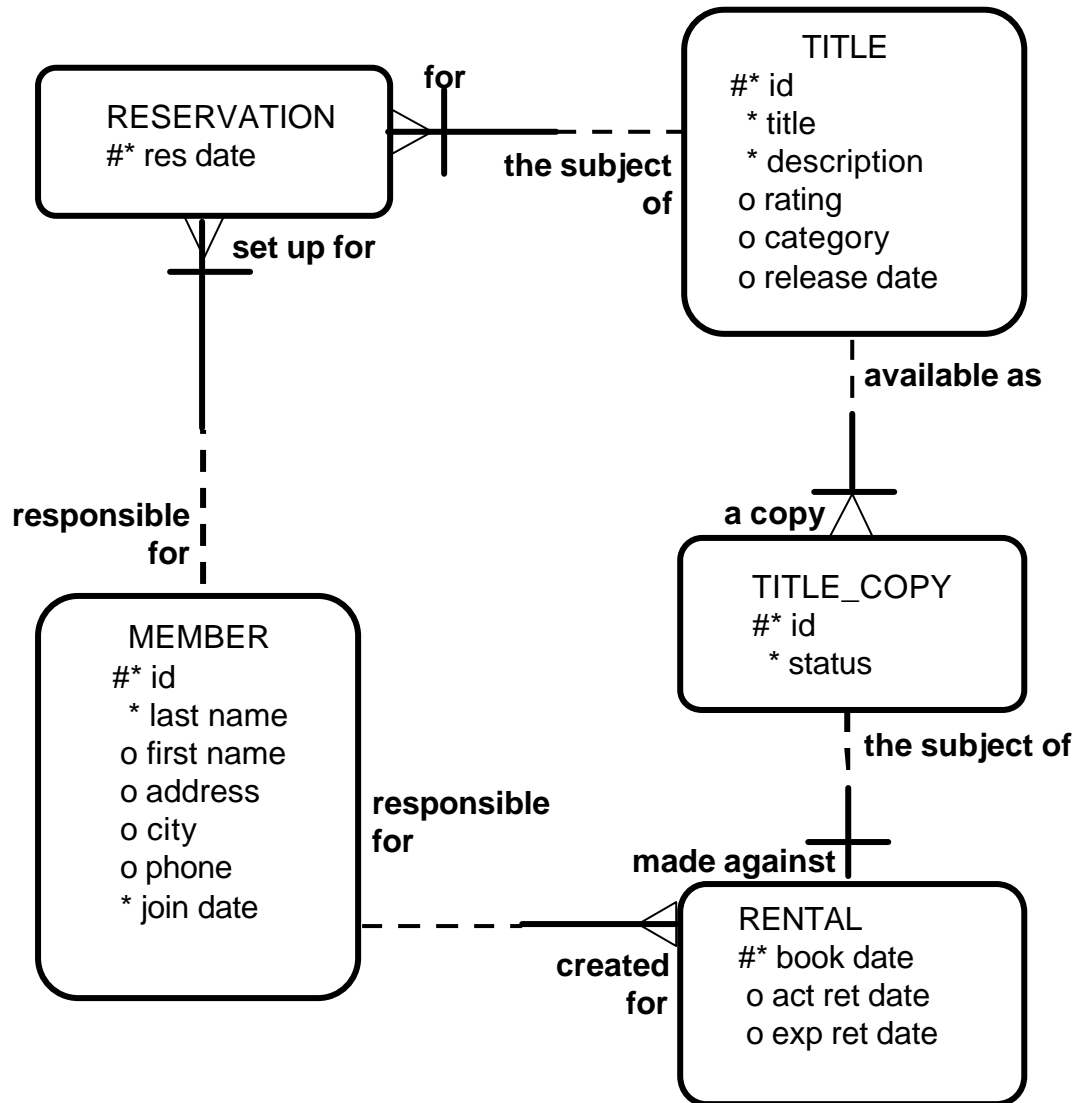 RESERVATION
#* res date
for
the subject
of
TITLE
#* id
* title
* description
o rating
o category
o release date
set up for
available as
responsible
for
a copy
TITLE_COPY
#* id
* status
MEMBER
#* id
* last name
o first name
o address
o city
o phone
* join date
the subject of
responsible
for
made against
created
for
RENTAL
#* book date
o act ret date
o exp ret date